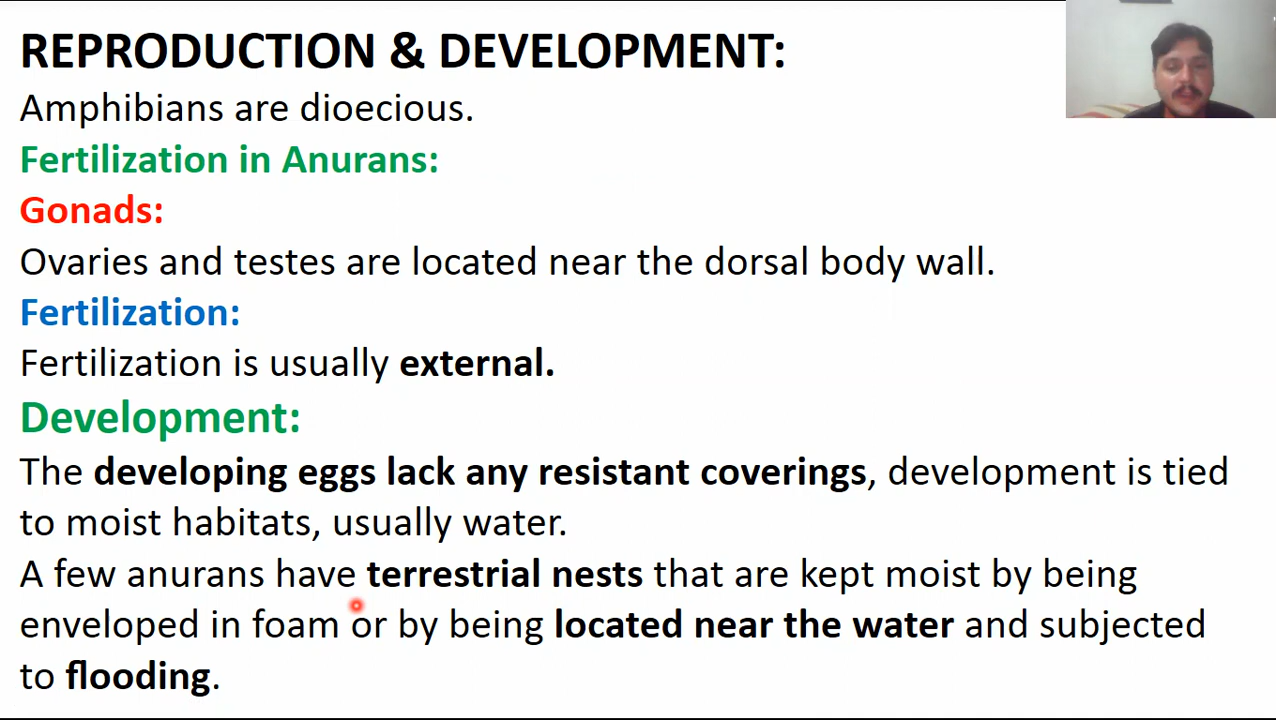 REPRODUCTION & DEVELOPMENT:
Amphibians are dioecious.
Fertilization in Anurans:
Gonads:
Ovaries and testes are located near the dorsal body wall.
Fertilization:
Fertilization is usually external.
Development:
The developing eggs lack any resistant coverings, development is tied
to moist habitats, usually water.
A few anurans have terrestrial nests that are kept moist by being
enveloped in foam or by being located near the water and subjected
to flooding.